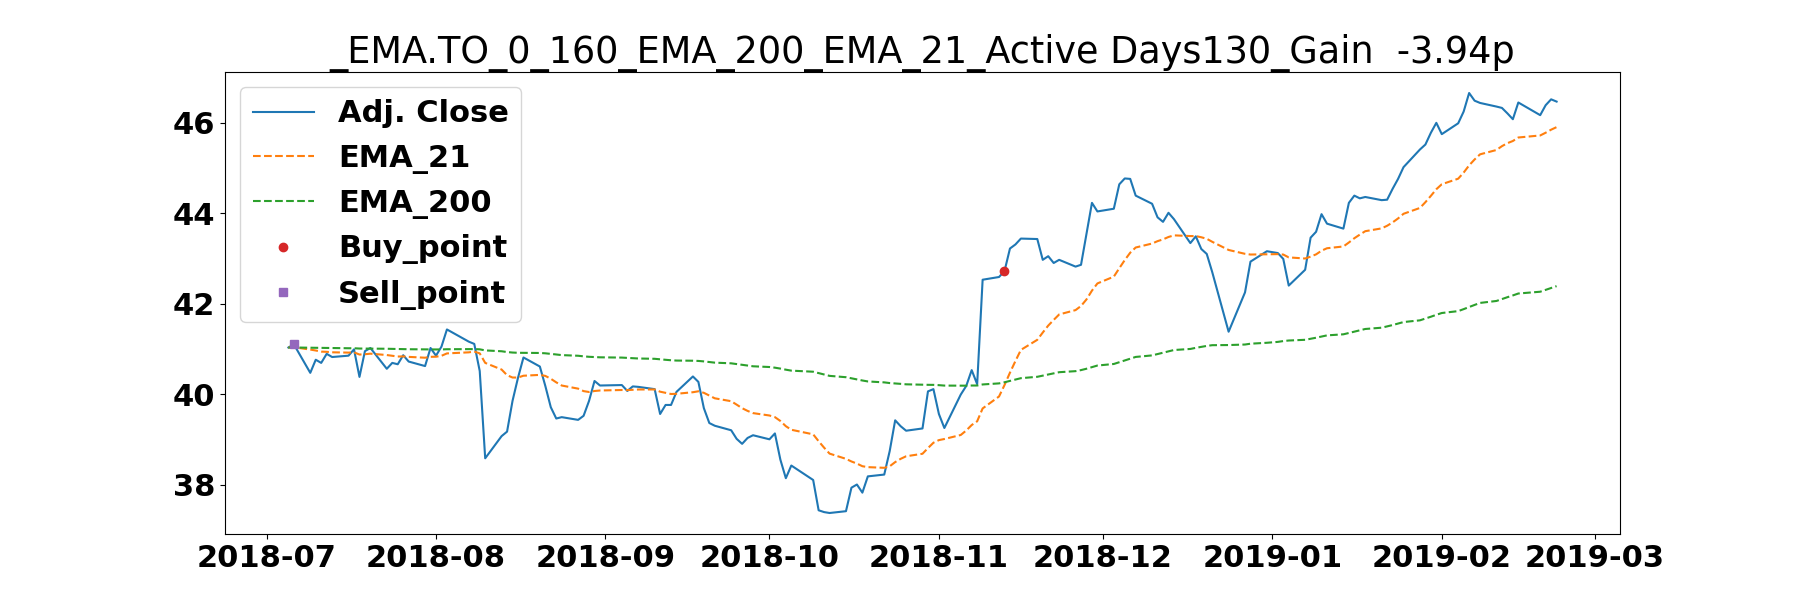 _EMA.TO_0_160_EMA_200_EMA_21_Active Days130_Gain  -3.94p
Adj. Close
EMA_21
EMA_200
Buy_point
Sell_point
46
44
42
40
38
2018-07 2018-08 2018-09 2018-10 2018-11 2018-12 2019-01 2019-02 2019-03